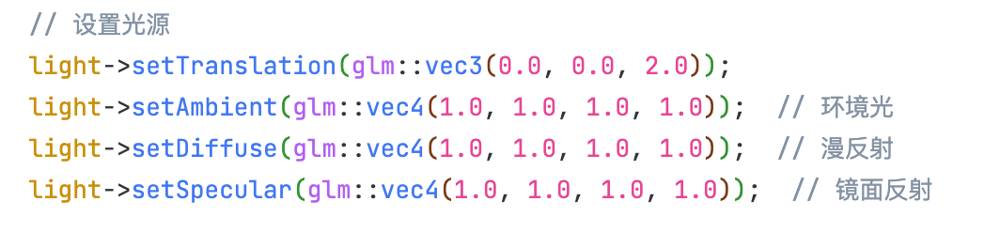 // 设置光源
light->setTranslation(glm::vec3(0.0, 0.0, 2.0));
light->setAmbient(glm::vec4(1.0, 1.0, 1.0, 1.0));  // 环境光
light->setDiffuse(glm::vec4(1.0, 1.0, 1.0, 1.0));  // 漫反射
light->setSpecular(glm::vec4(1.0, 1.0, 1.0, 1.0));  // 镜面反射